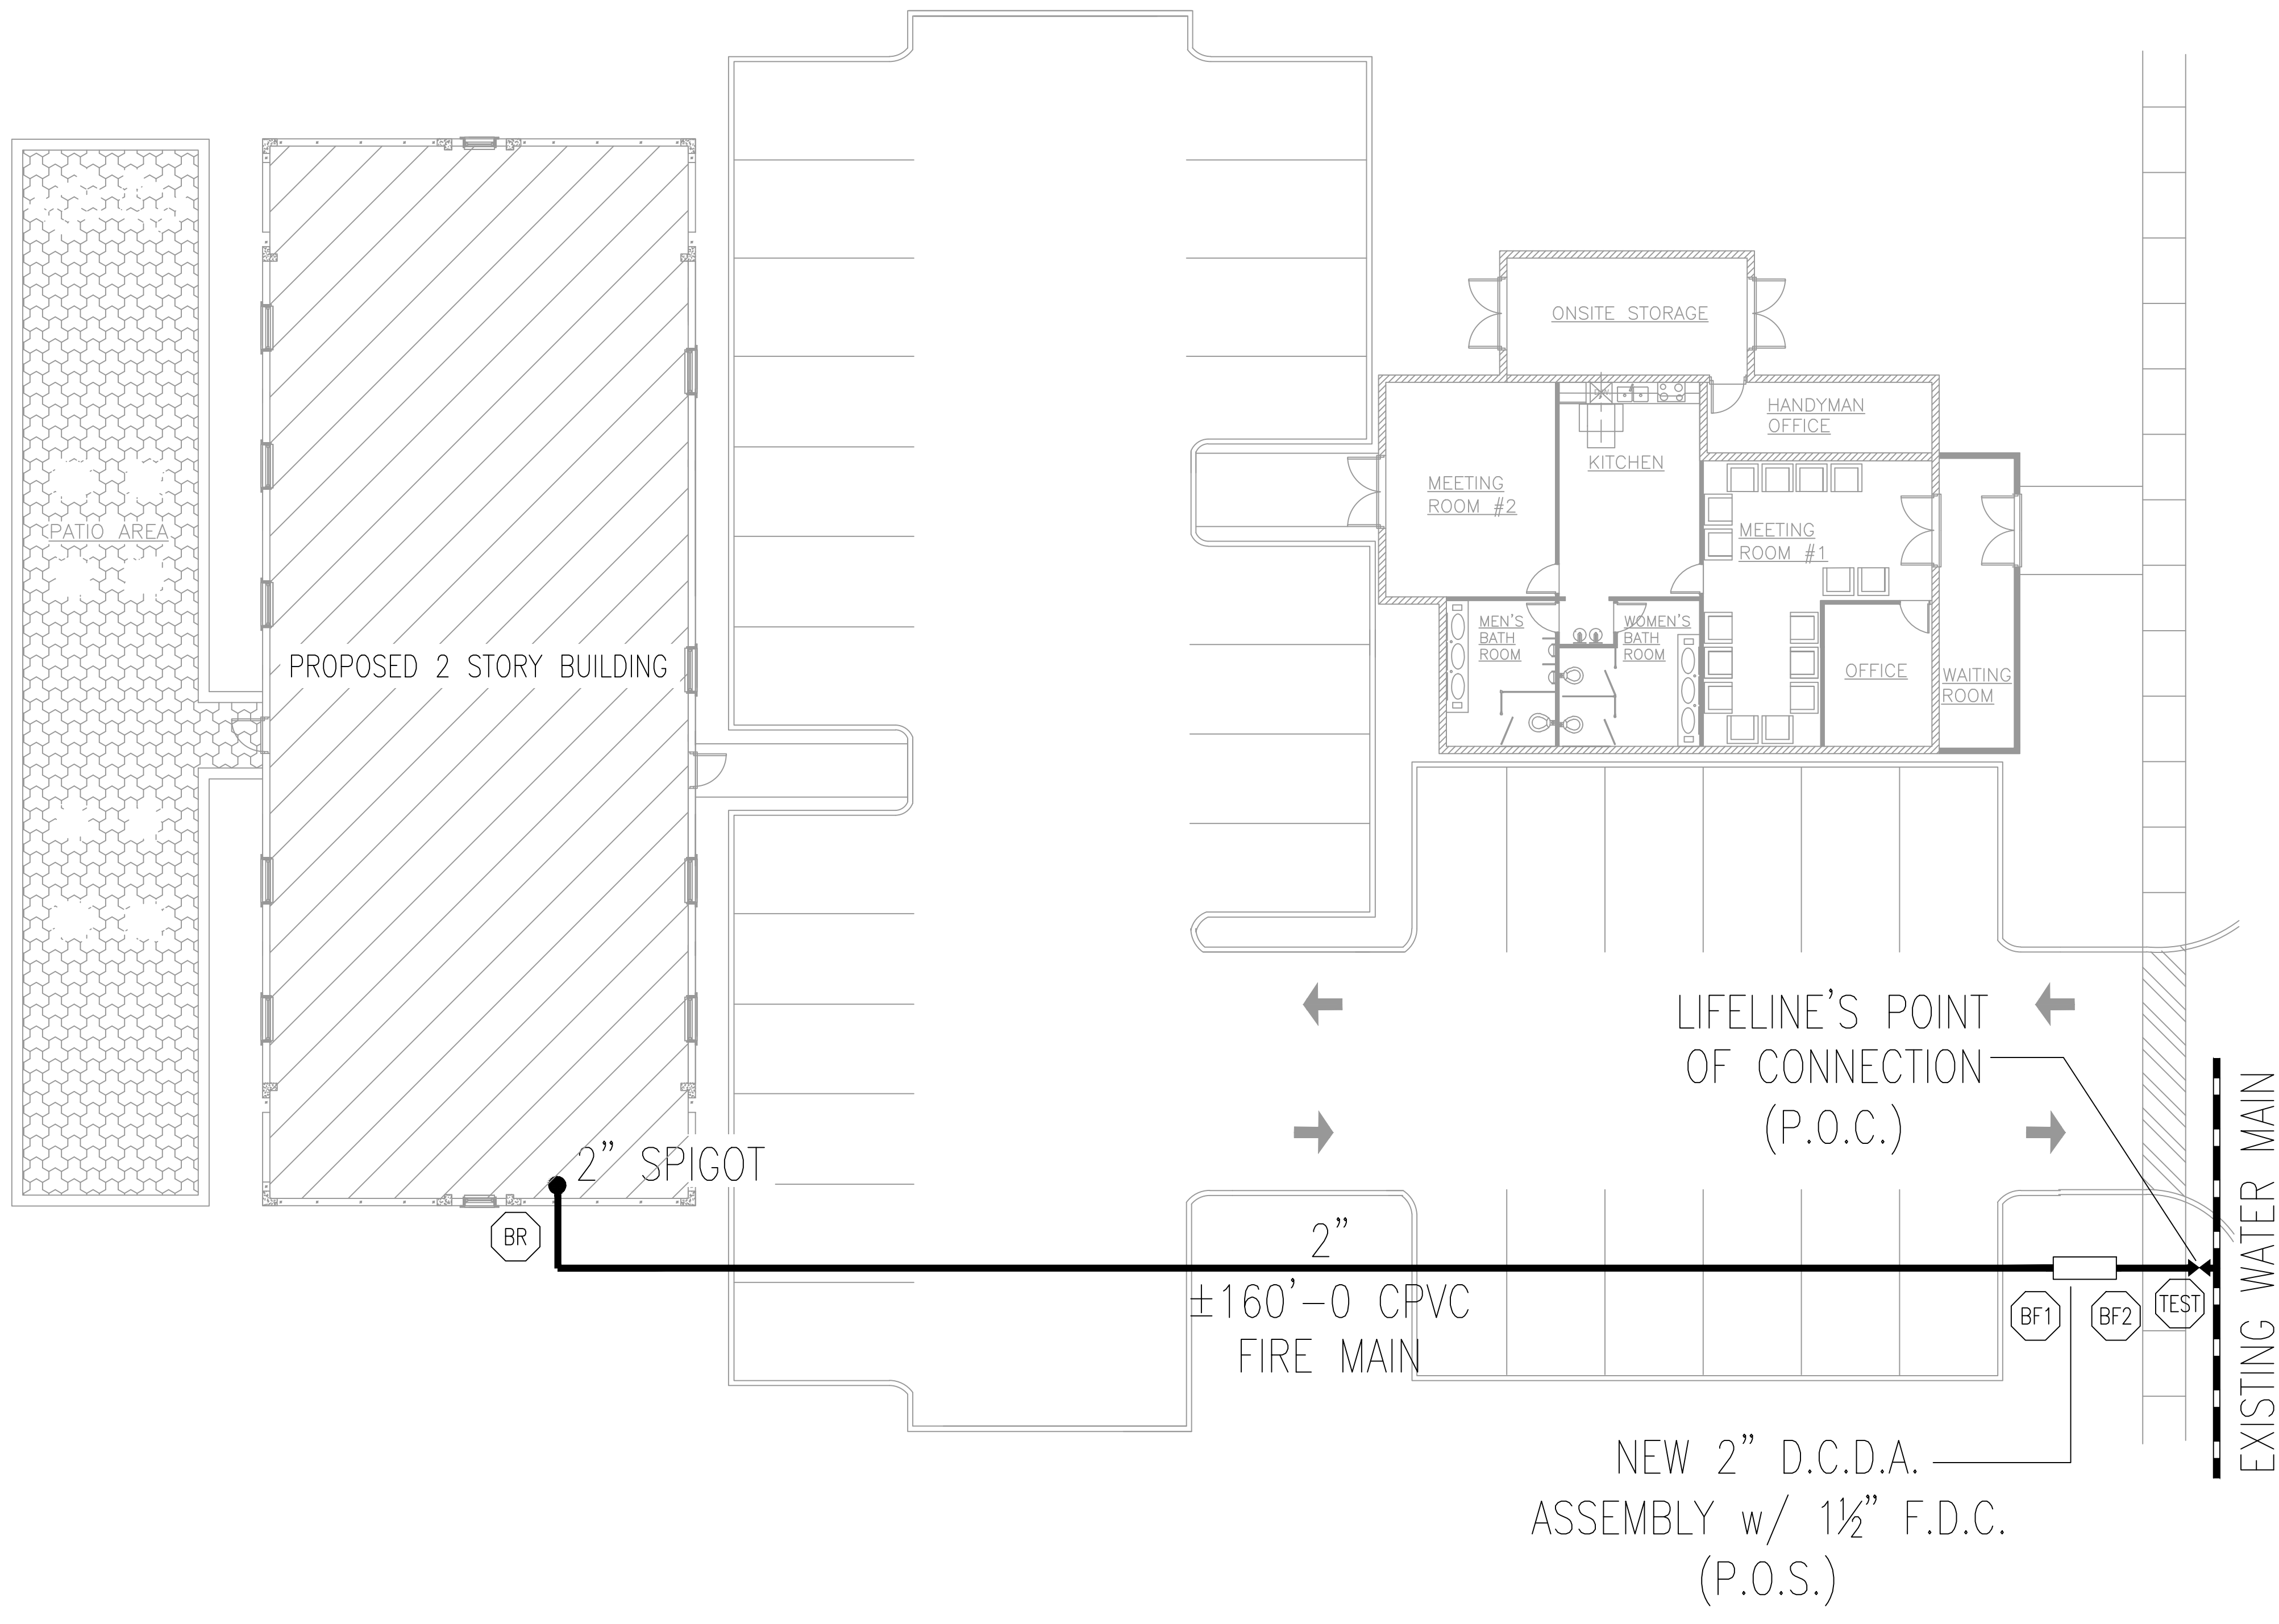 ONSITE STORAGE
HANDYMAN
OFFICE
KITCHEN
MEETING
ROOM #2
MEETING
ROOM #1
PATIO AREA
MEN'S
BATH
ROOM
WOMEN'S
BATH
ROOM
PROPOSED 2 STORY BUILDING
OFFICE
WAITING
ROOM
LIFELINE'S POINT
OF CONNECTION
(P.O.C.)
2" SPIGOT
BR
2"
±160'-0 CPVC
FIRE MAIN
BF1
BF2
TEST
EXISTING WATER MAIN
NEW 2" D.C.D.A.
ASSEMBLY w/ 1½" F.D.C.
(P.O.S.)